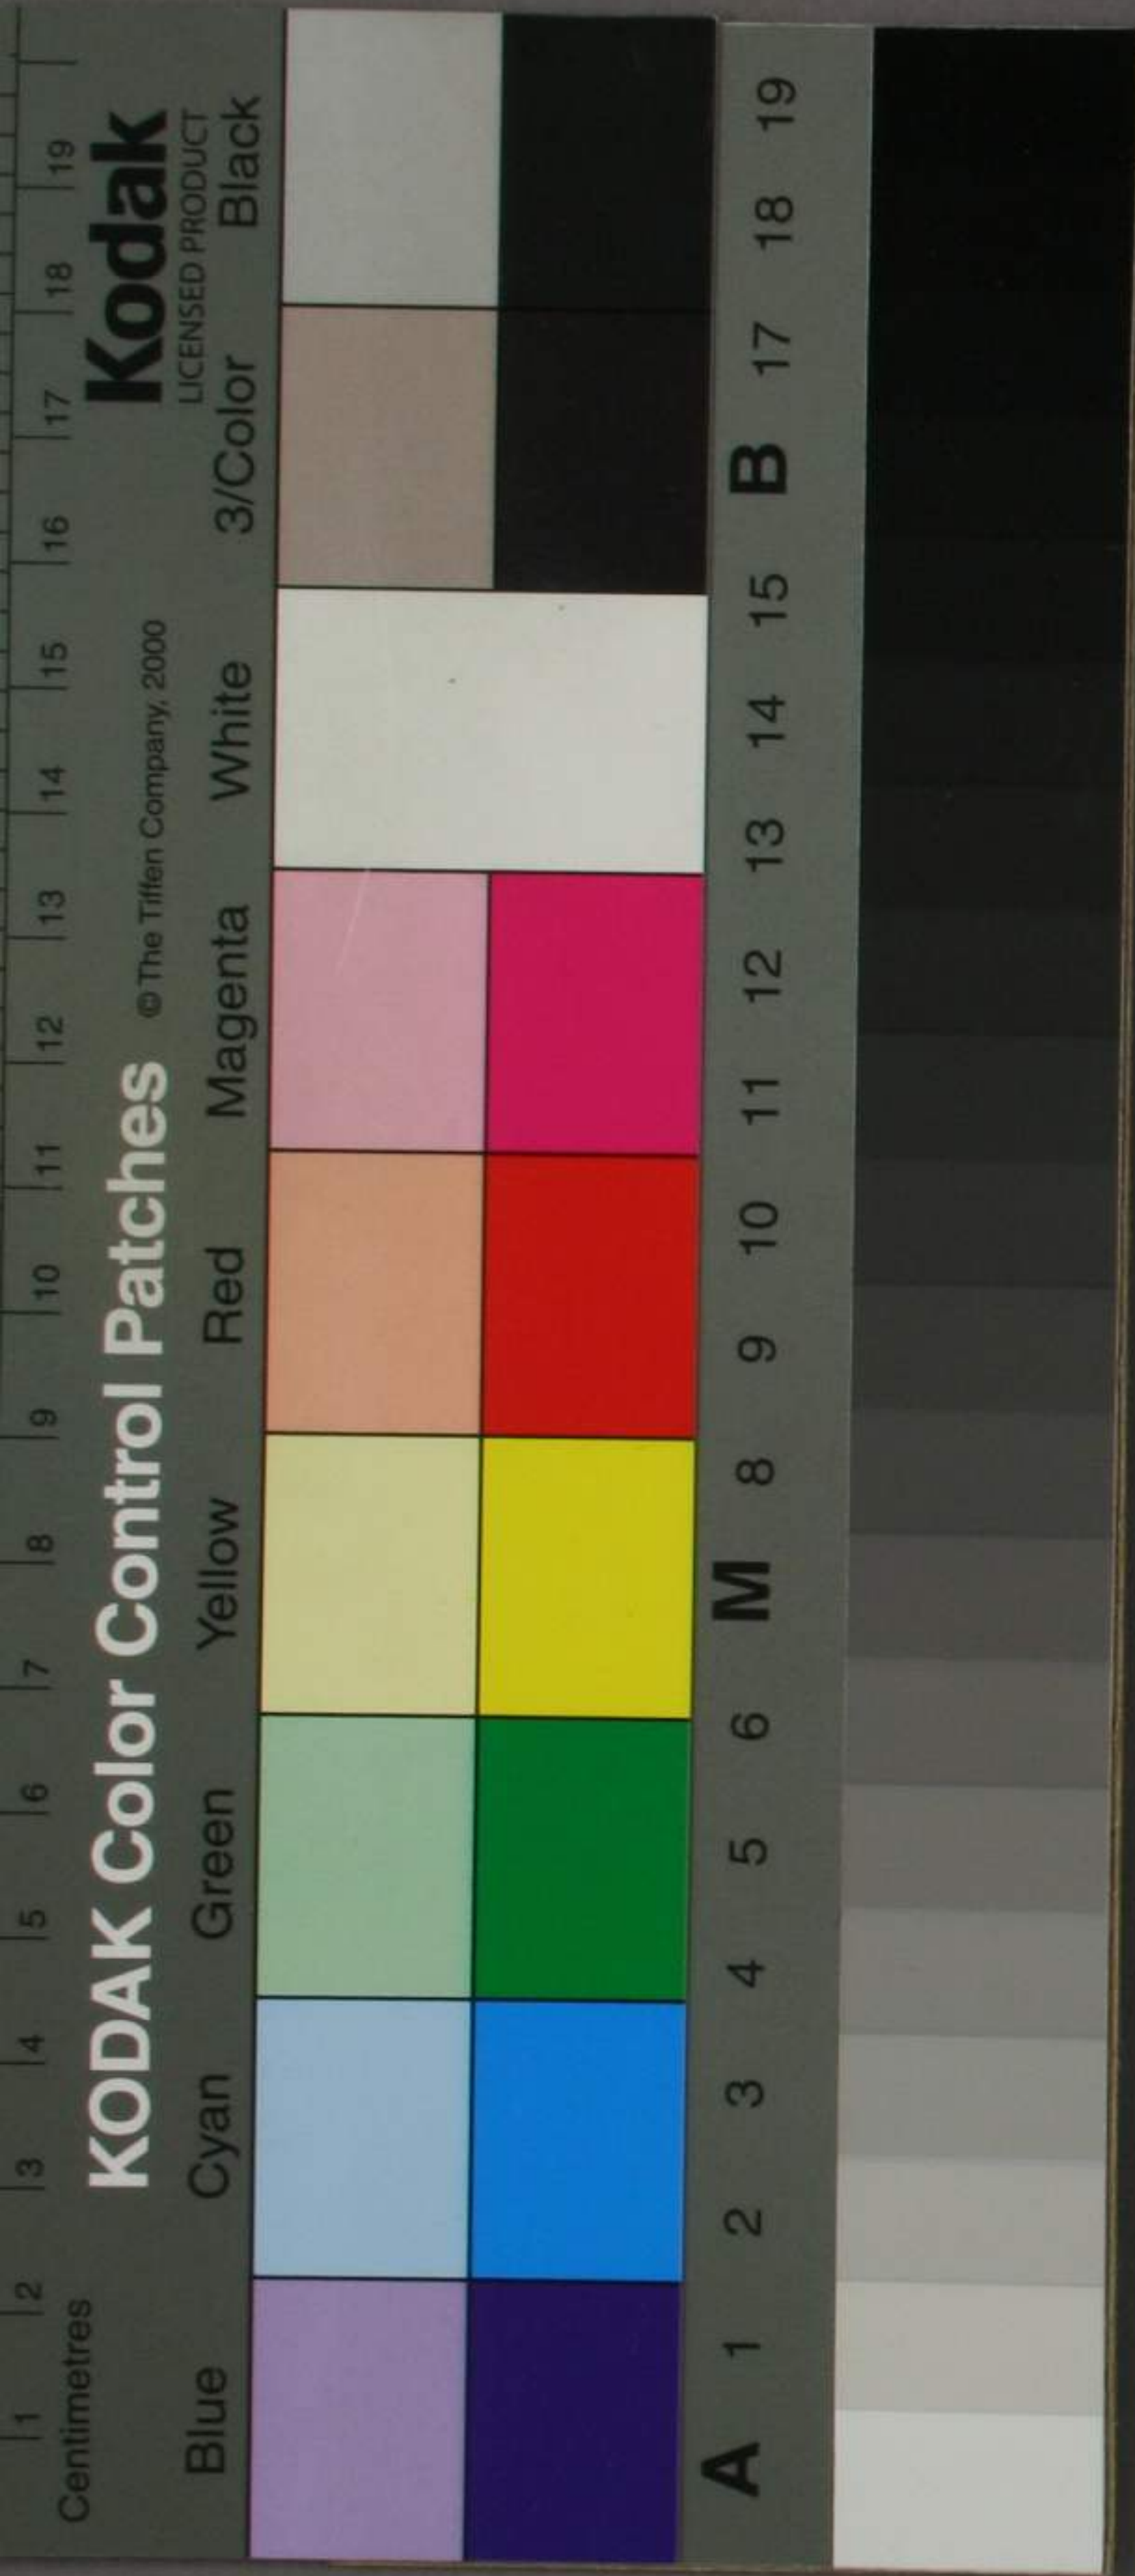 1 2 3 4 5 6 7 8 9 10 11 12 13 14 15 16 17 18 19
Centimetres
KODAK Color Control Patches © The Tiffen Company, 2000 Kodak
LICENSED PRODUCT
Blue Cyan Green Yellow Red Magenta White 3/Color Black
A 1 2 3 4 5 6 M 8 9 10 11 12 13 14 15 B 17 18 19